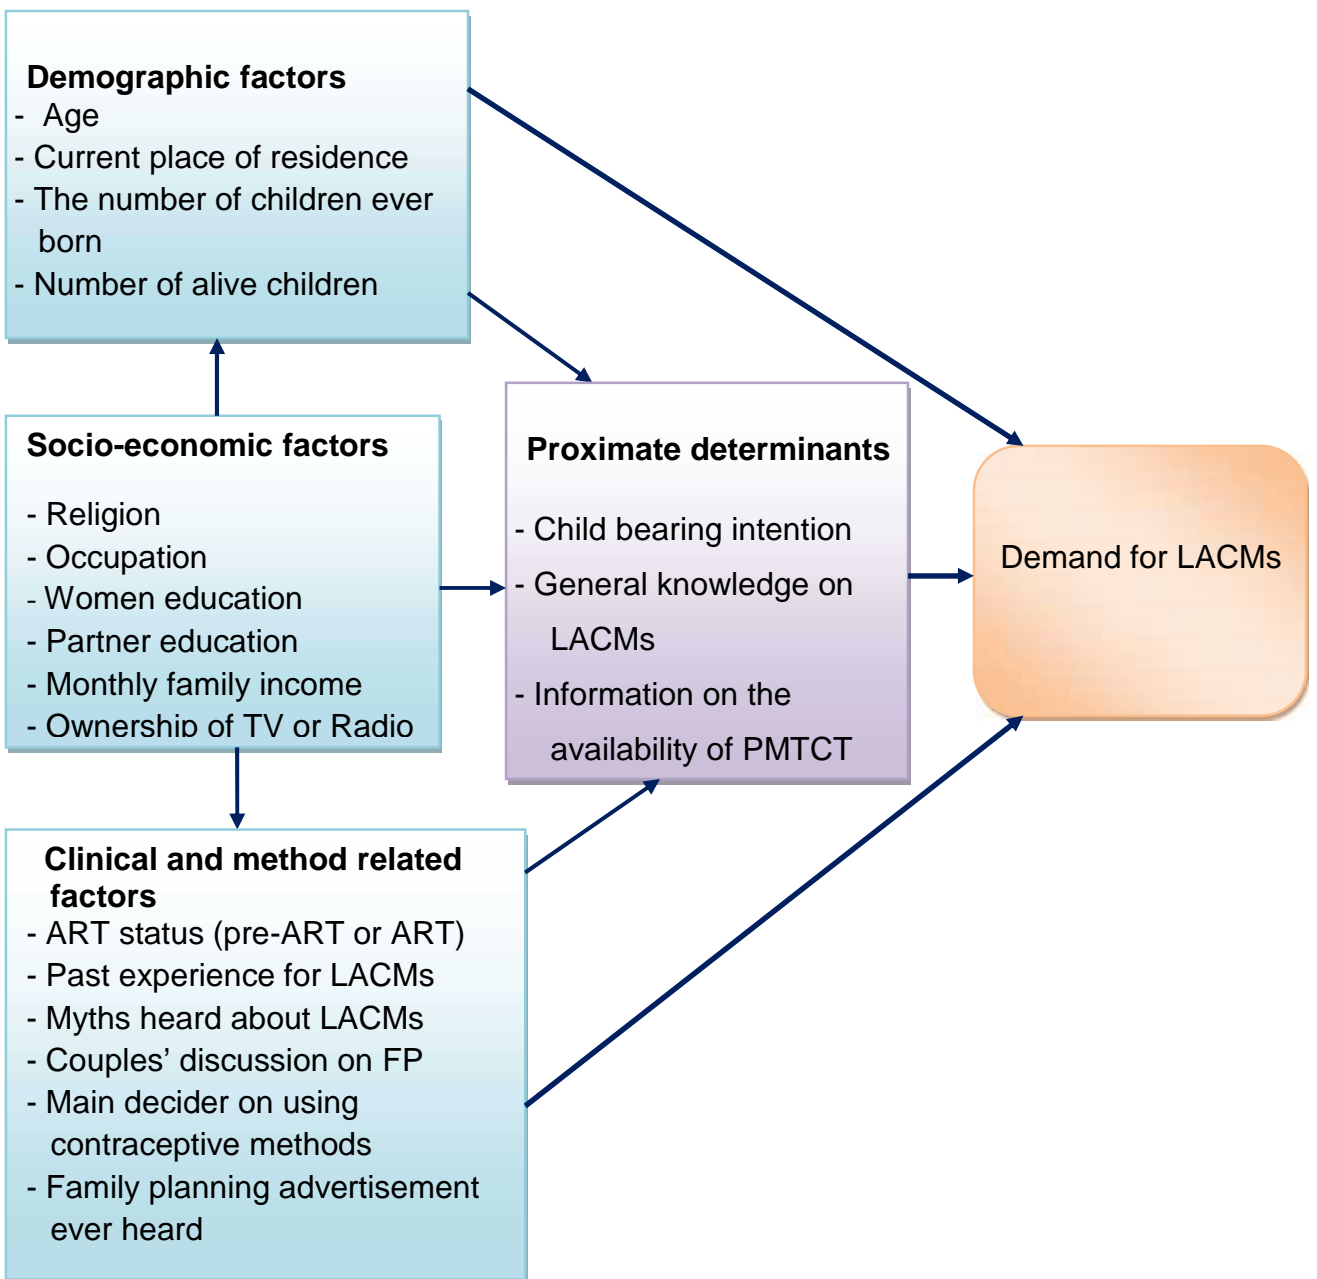 Demographic factors
- Age
- Current place of residence
- The number of children ever
born
- Number of alive children
Socio-economic factors
- Religion
- Occupation
- Women education
- Partner education
- Monthly family income
- Ownership of TV or Radio
Clinical and method related
factors
- ART status (pre-ART or ART)
- Past experience for LACMs
- Myths heard about LACMs
- Couples’ discussion on FP
- Main decider on using
contraceptive methods
- Family planning advertisement
ever heard
Proximate determinants
- Child bearing intention
- General knowledge on
LACMs
- Information on the
availability of PMTCT
Demand for LACMs